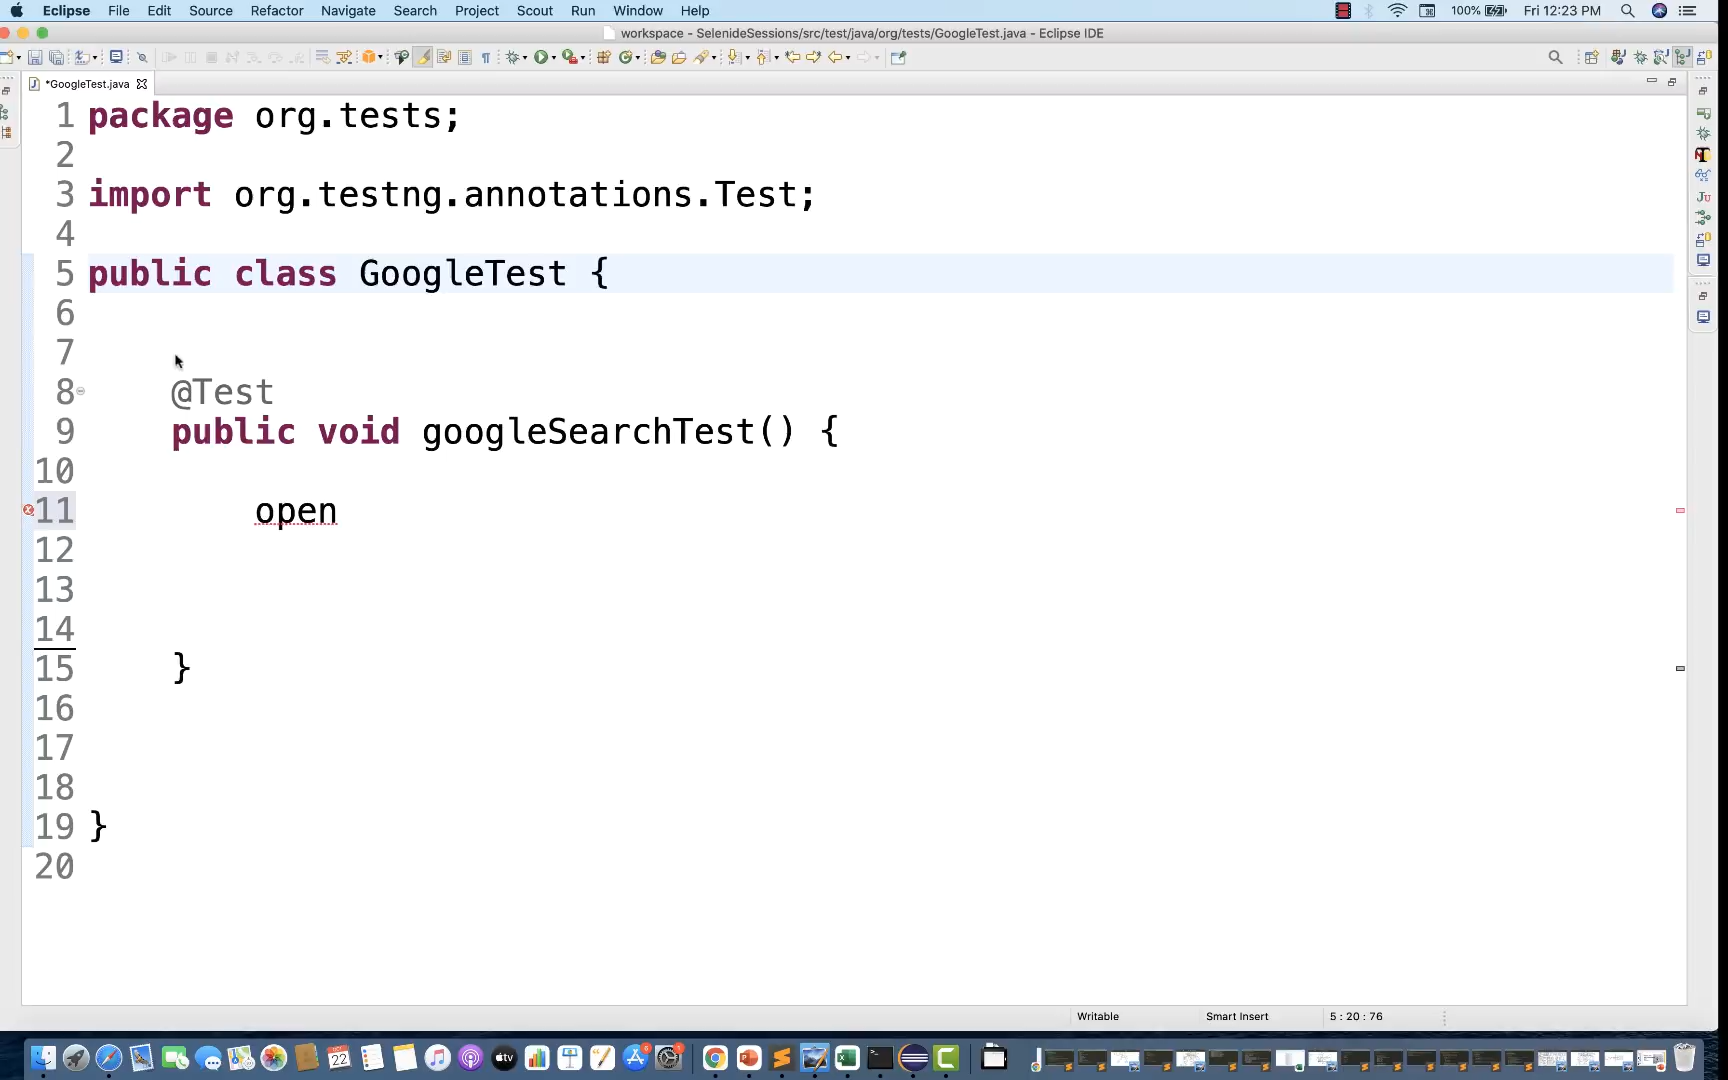 Eclipse File Edit Source Refactor Navigate Search Project Scout Run Window Help 100% Fri 12:23 PM
workspace - SelenideSessions/src/test/java/org/tests/GoogleTest.java - Eclipse IDE
*GoogleTest.java
1 package org.tests;
2
3 import org.testng.annotations.Test;
4
5 public class GoogleTest {
6
7
8 @Test
9 public void googleSearchTest() {
10
11 open
12
13
14
15 }
16
17
18
19 }
20
Writable Smart Insert 5 : 20 : 76